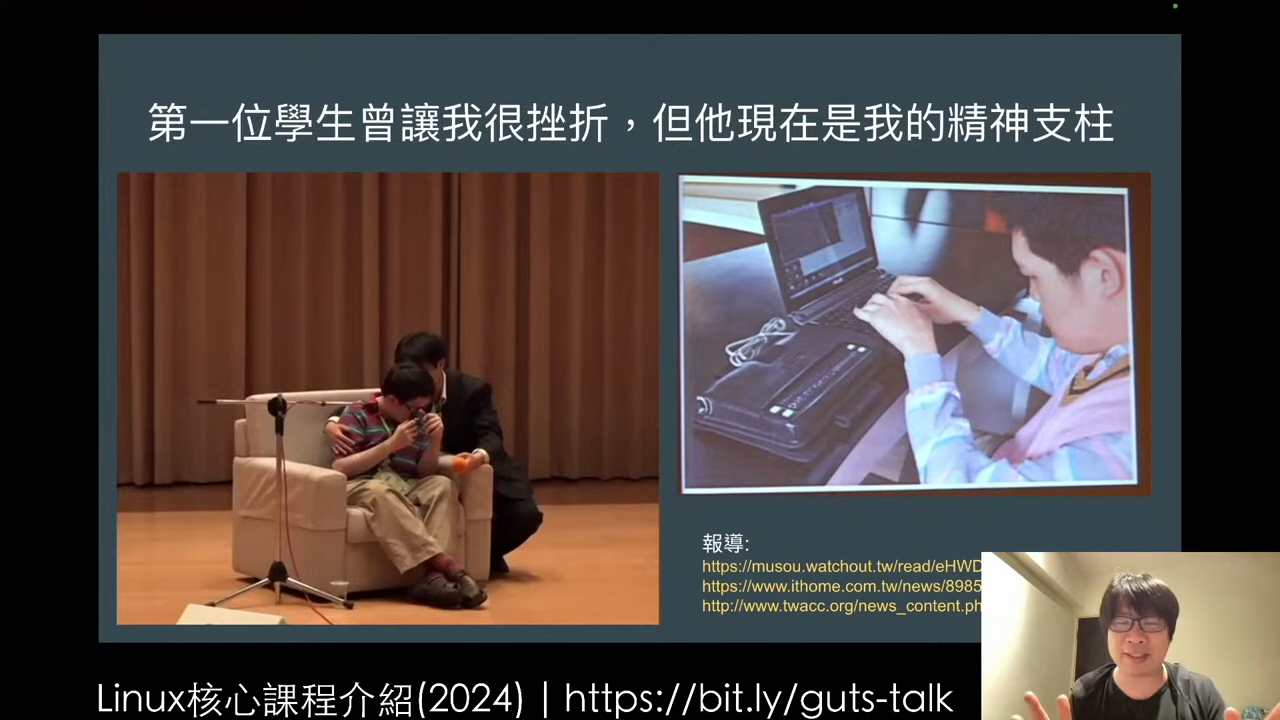 第一位學生曾讓我很挫折，但他現在是我的精神支柱
報導:
https://musou.watchout.tw/read/eHWD
https://www.ithome.com.tw/news/8985
http://www.twacc.org/news_content.ph
Linux核心課程介紹(2024) | https://bit.ly/guts-talk